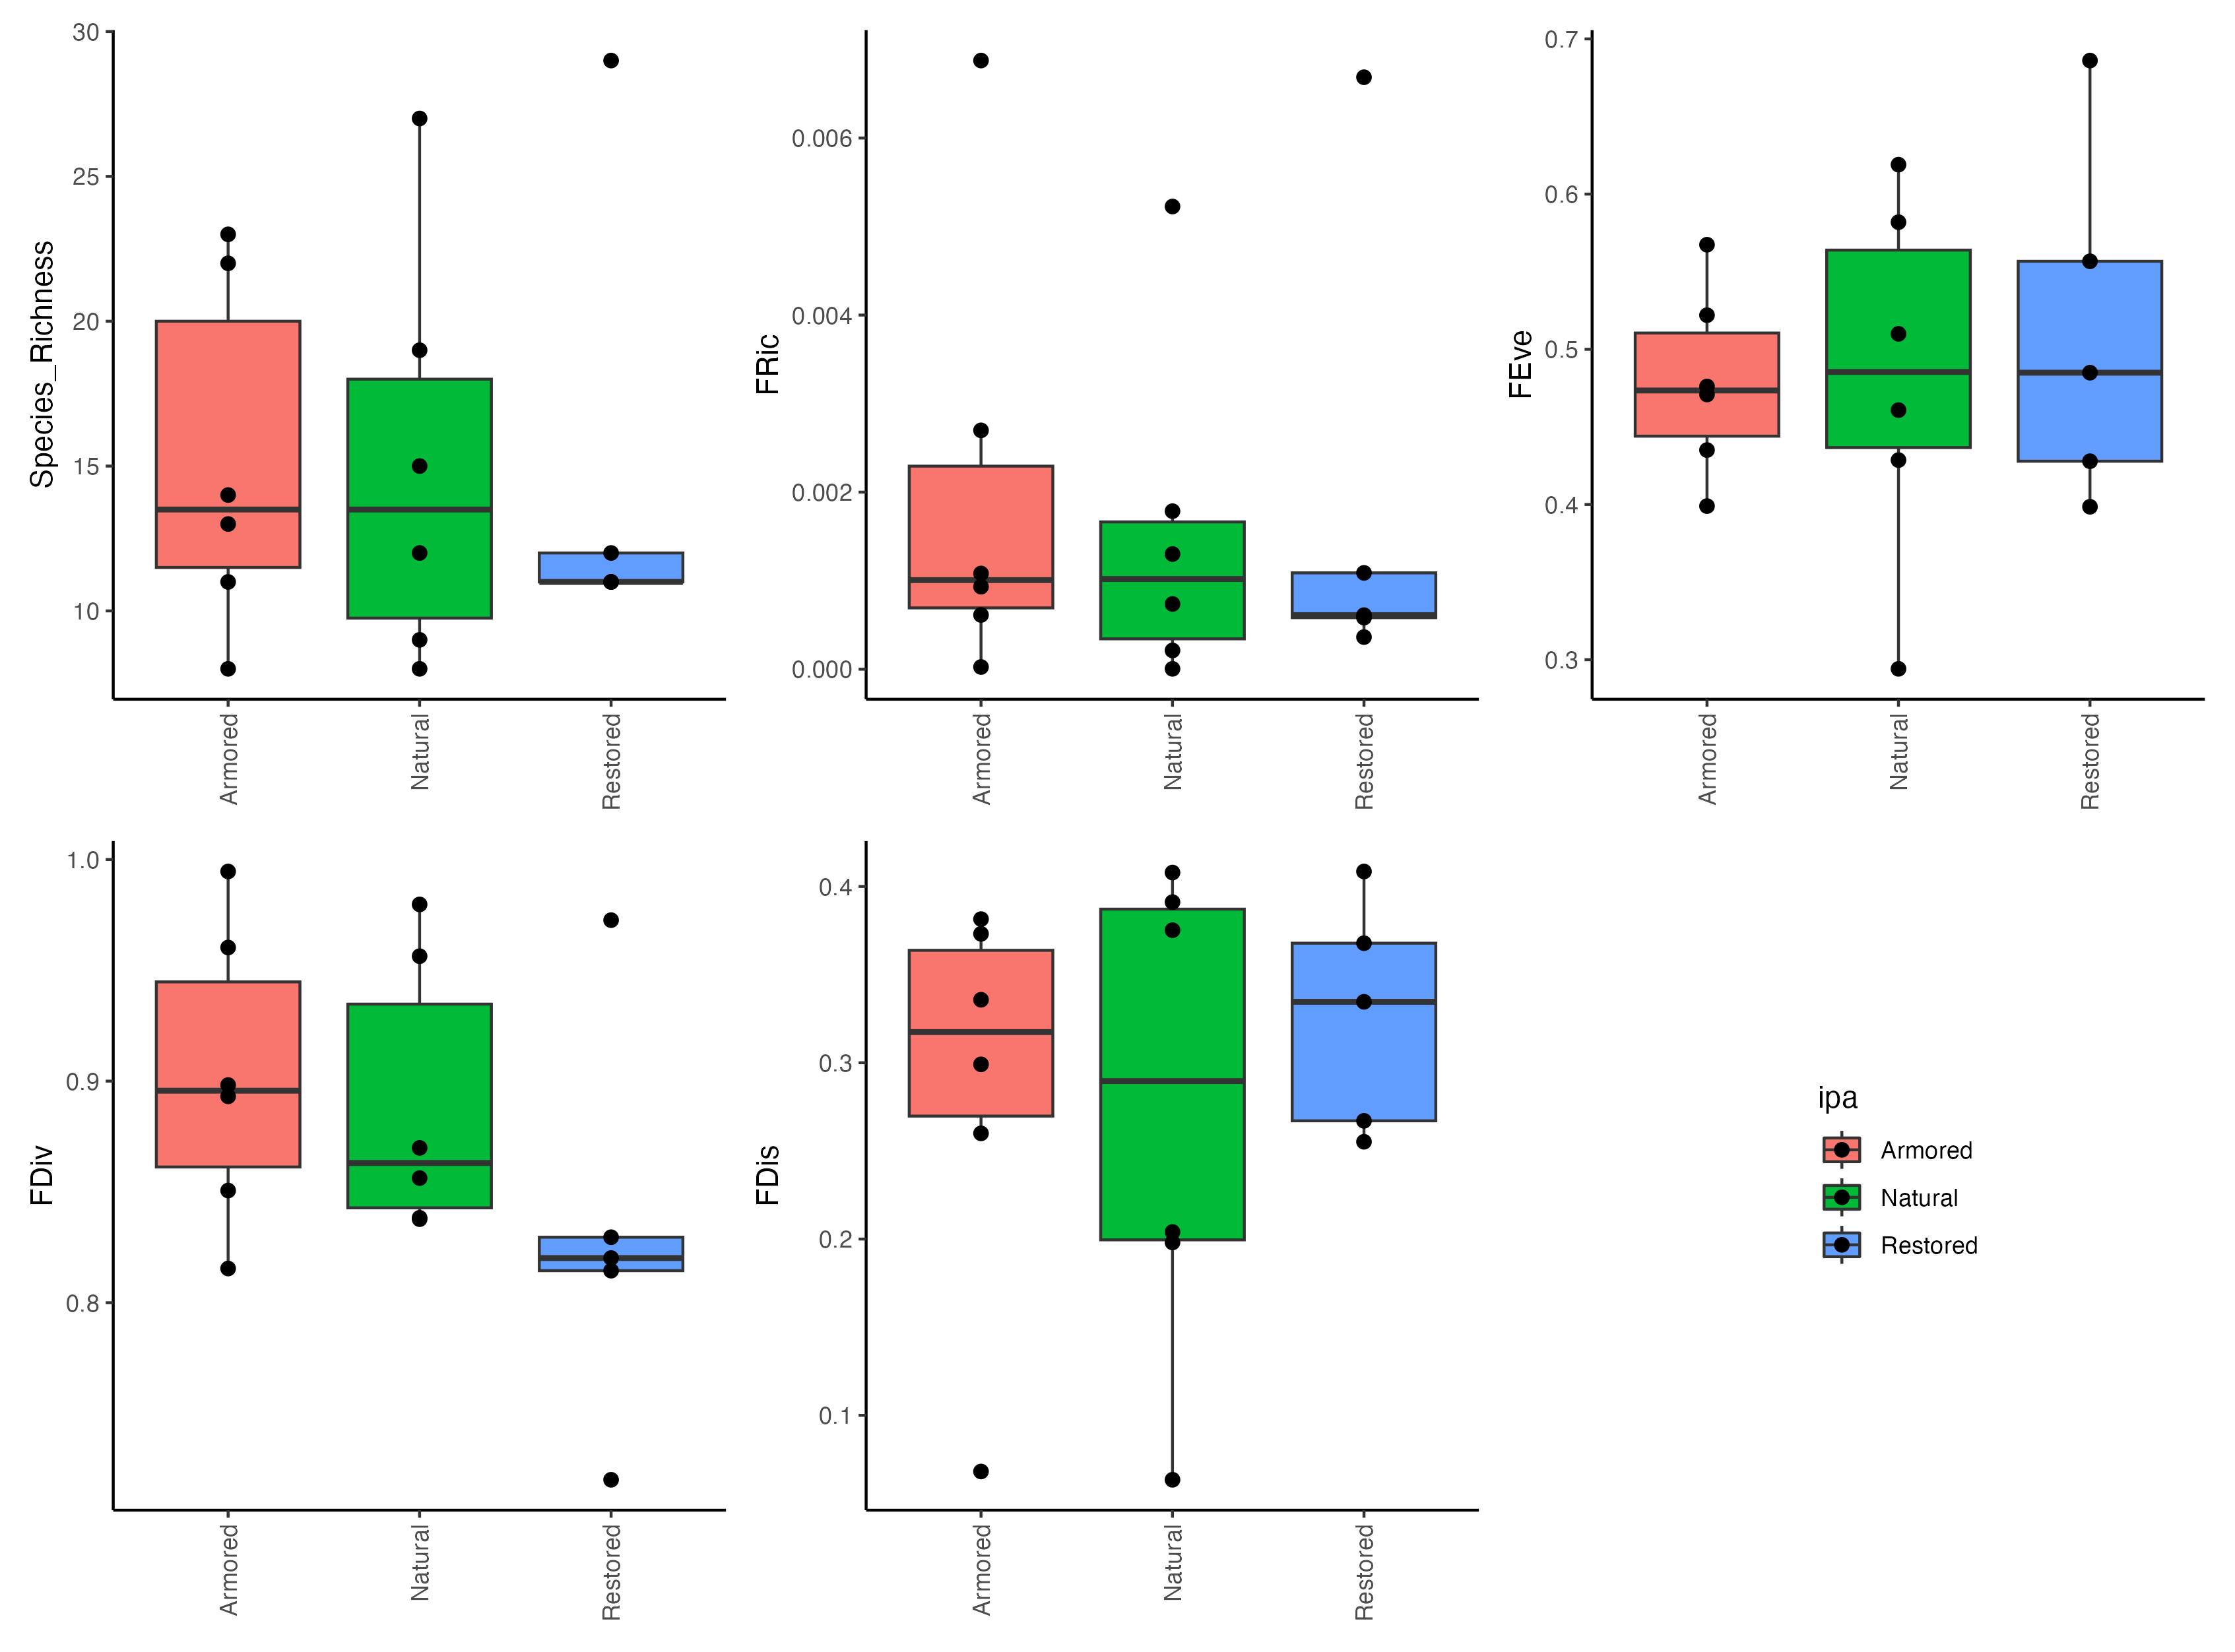 Species_Richness
30
25
20
15
10
Armored
Natural
Restored
FRic
0.006
0.004
0.002
0.000
Armored
Natural
Restored
FEve
0.7
0.6
0.5
0.4
0.3
Armored
Natural
Restored
FDiv
1.0
0.9
0.8
Armored
Natural
Restored
FDis
0.4
0.3
0.2
0.1
Armored
Natural
Restored
ipa
Armored
Natural
Restored